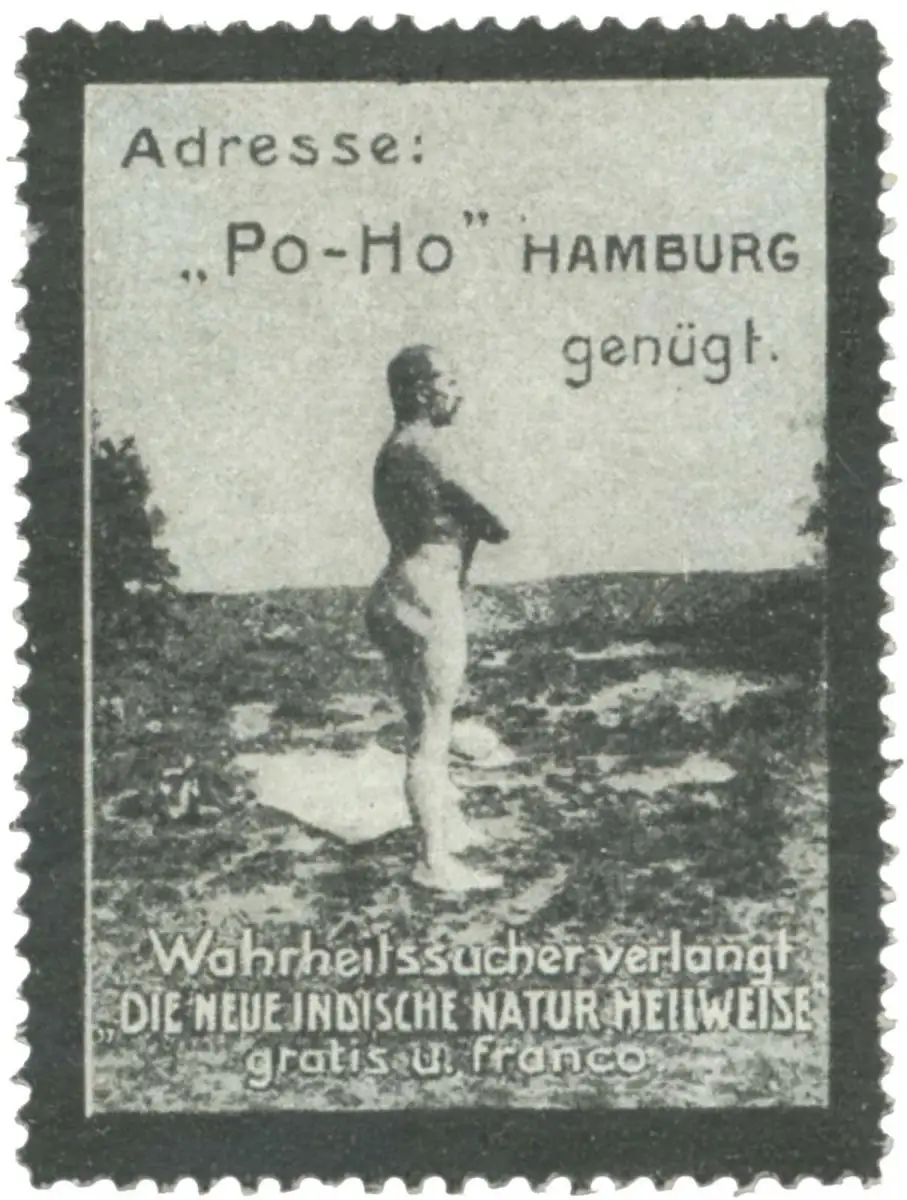 Adresse:
„Po-Ho” HAMBURG
genügt.
Wahrheitssucher verlangt
„DIE NEUE INDISCHE NATUR HEILWEISE
gratis u. franco